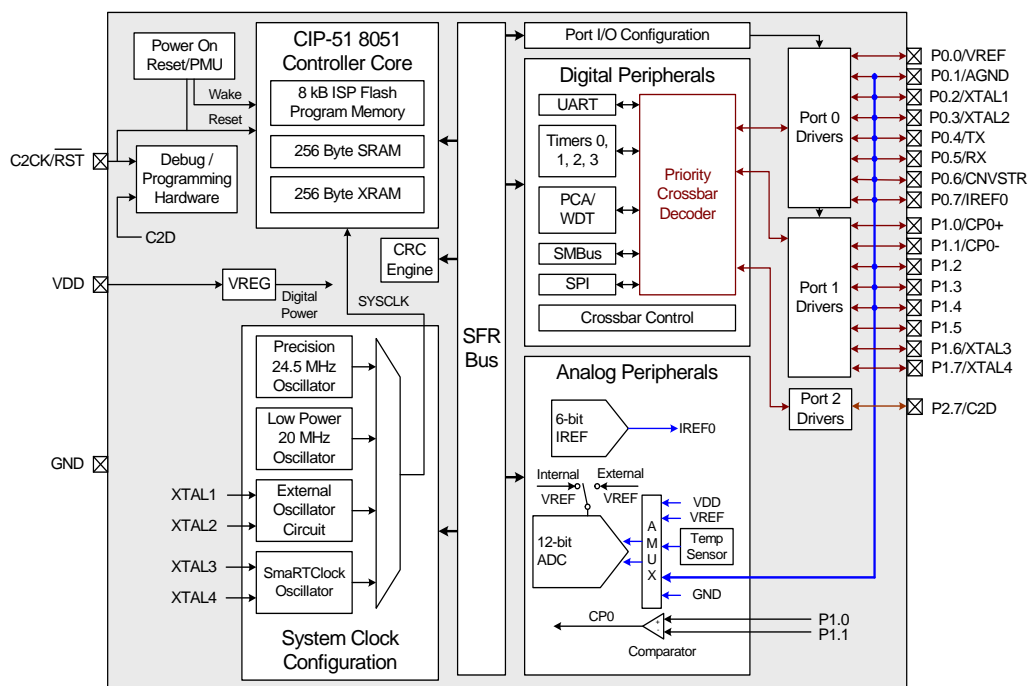 Power On
Reset/PMU
Wake
Reset
C2CK/RST
Debug /
Programming
Hardware
C2D
VDD
VREG
Digital
Power
GND
CIP-51 8051
Controller Core
8 kB ISP Flash
Program Memory
256 Byte SRAM
256 Byte XRAM
CRC
Engine
SYSCLK
Precision
24.5 MHz
Oscillator
Low Power
20 MHz
Oscillator
XTAL1
XTAL2
External
Oscillator
Circuit
XTAL3
XTAL4
SmaRTClock
Oscillator
System Clock
Configuration
SFR
Bus
Port I/O Configuration
Digital Peripherals
UART
Timers 0,
1, 2, 3
PCA/
WDT
SMBus
SPI
Priority
Crossbar
Decoder
Crossbar Control
Analog Peripherals
6-bit
IREF
IREF0
Internal
VREF
External
VREF
12-bit
ADC
A
M
U
X
VDD
VREF
Temp
Sensor
GND
CP0
+
-
Comparator
P1.0
P1.1
Port 0
Drivers
Port 1
Drivers
Port 2
Drivers
P0.0/VREF
P0.1/AGND
P0.2/XTAL1
P0.3/XTAL2
P0.4/TX
P0.5/RX
P0.6/CNVSTR
P0.7/IREF0
P1.0/CP0+
P1.1/CP0-
P1.2
P1.3
P1.4
P1.5
P1.6/XTAL3
P1.7/XTAL4
P2.7/C2D